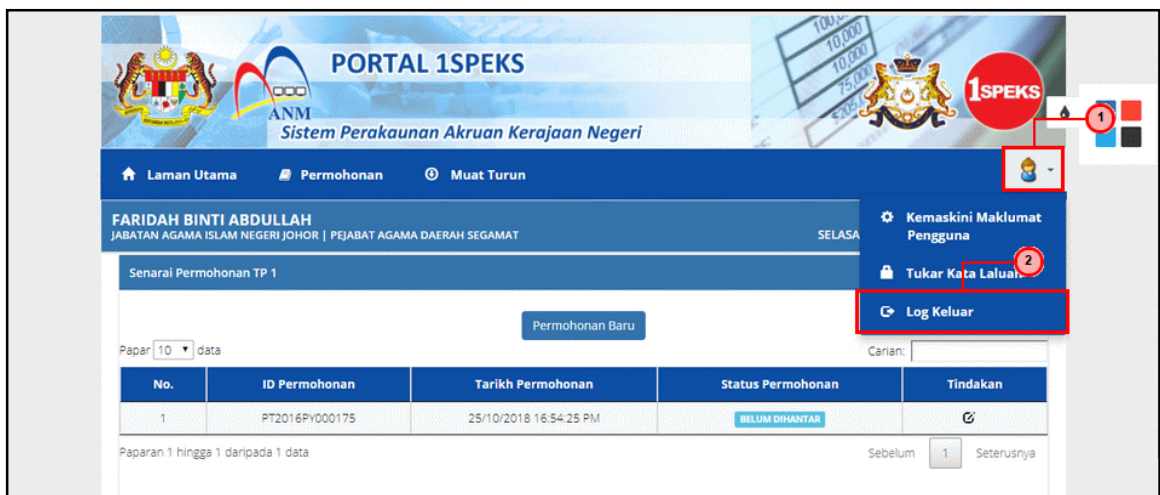 PORTAL 1SPEKS
ANM
Sistem Perakaunan Akruan Kerajaan Negeri
1SPEKS
1
Laman Utama
Permohonan
Muat Turun
FARIDAH BINTI ABDULLAH
JABATAN AGAMA ISLAM NEGERI JOHOR | PEJABAT AGAMA DAERAH SEGAMAT
SELASA
Kemaskini Maklumat
Pengguna
2
Tukar Kata Laluan
Log Keluar
Senarai Permohonan TP 1
Permohonan Baru
Papar 10 data
Carian:
No. ID Permohonan Tarikh Permohonan Status Permohonan Tindakan
1 PT2016PY000175 25/10/2018 16:54:25 PM BELUM DIHANTAR
Paparan 1 hingga 1 daripada 1 data
Sebelum 1 Seterusnya